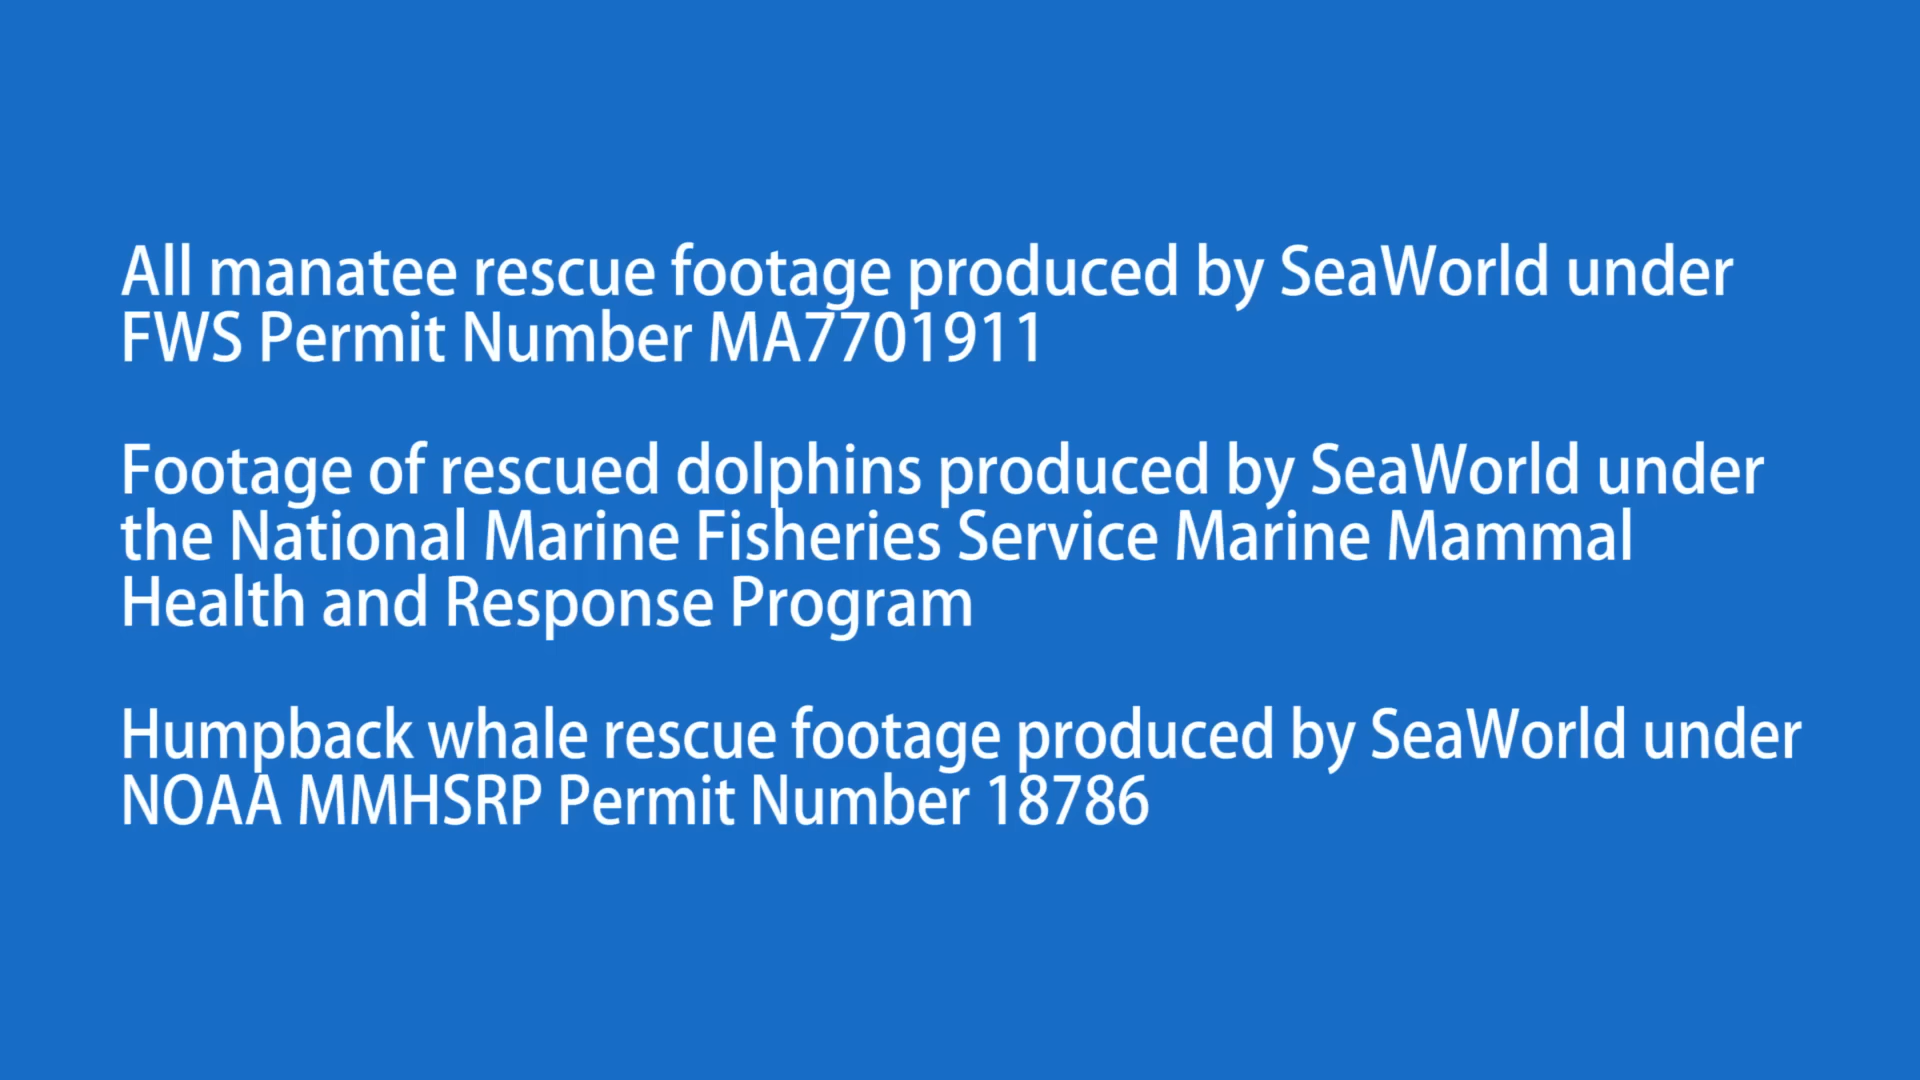 All manatee rescue footage produced by SeaWorld under
FWS Permit Number MA7701911
Footage of rescued dolphins produced by SeaWorld under
the National Marine Fisheries Service Marine Mammal
Health and Response Program
Humpback whale rescue footage produced by SeaWorld under
NOAA MMHSRP Permit Number 18786